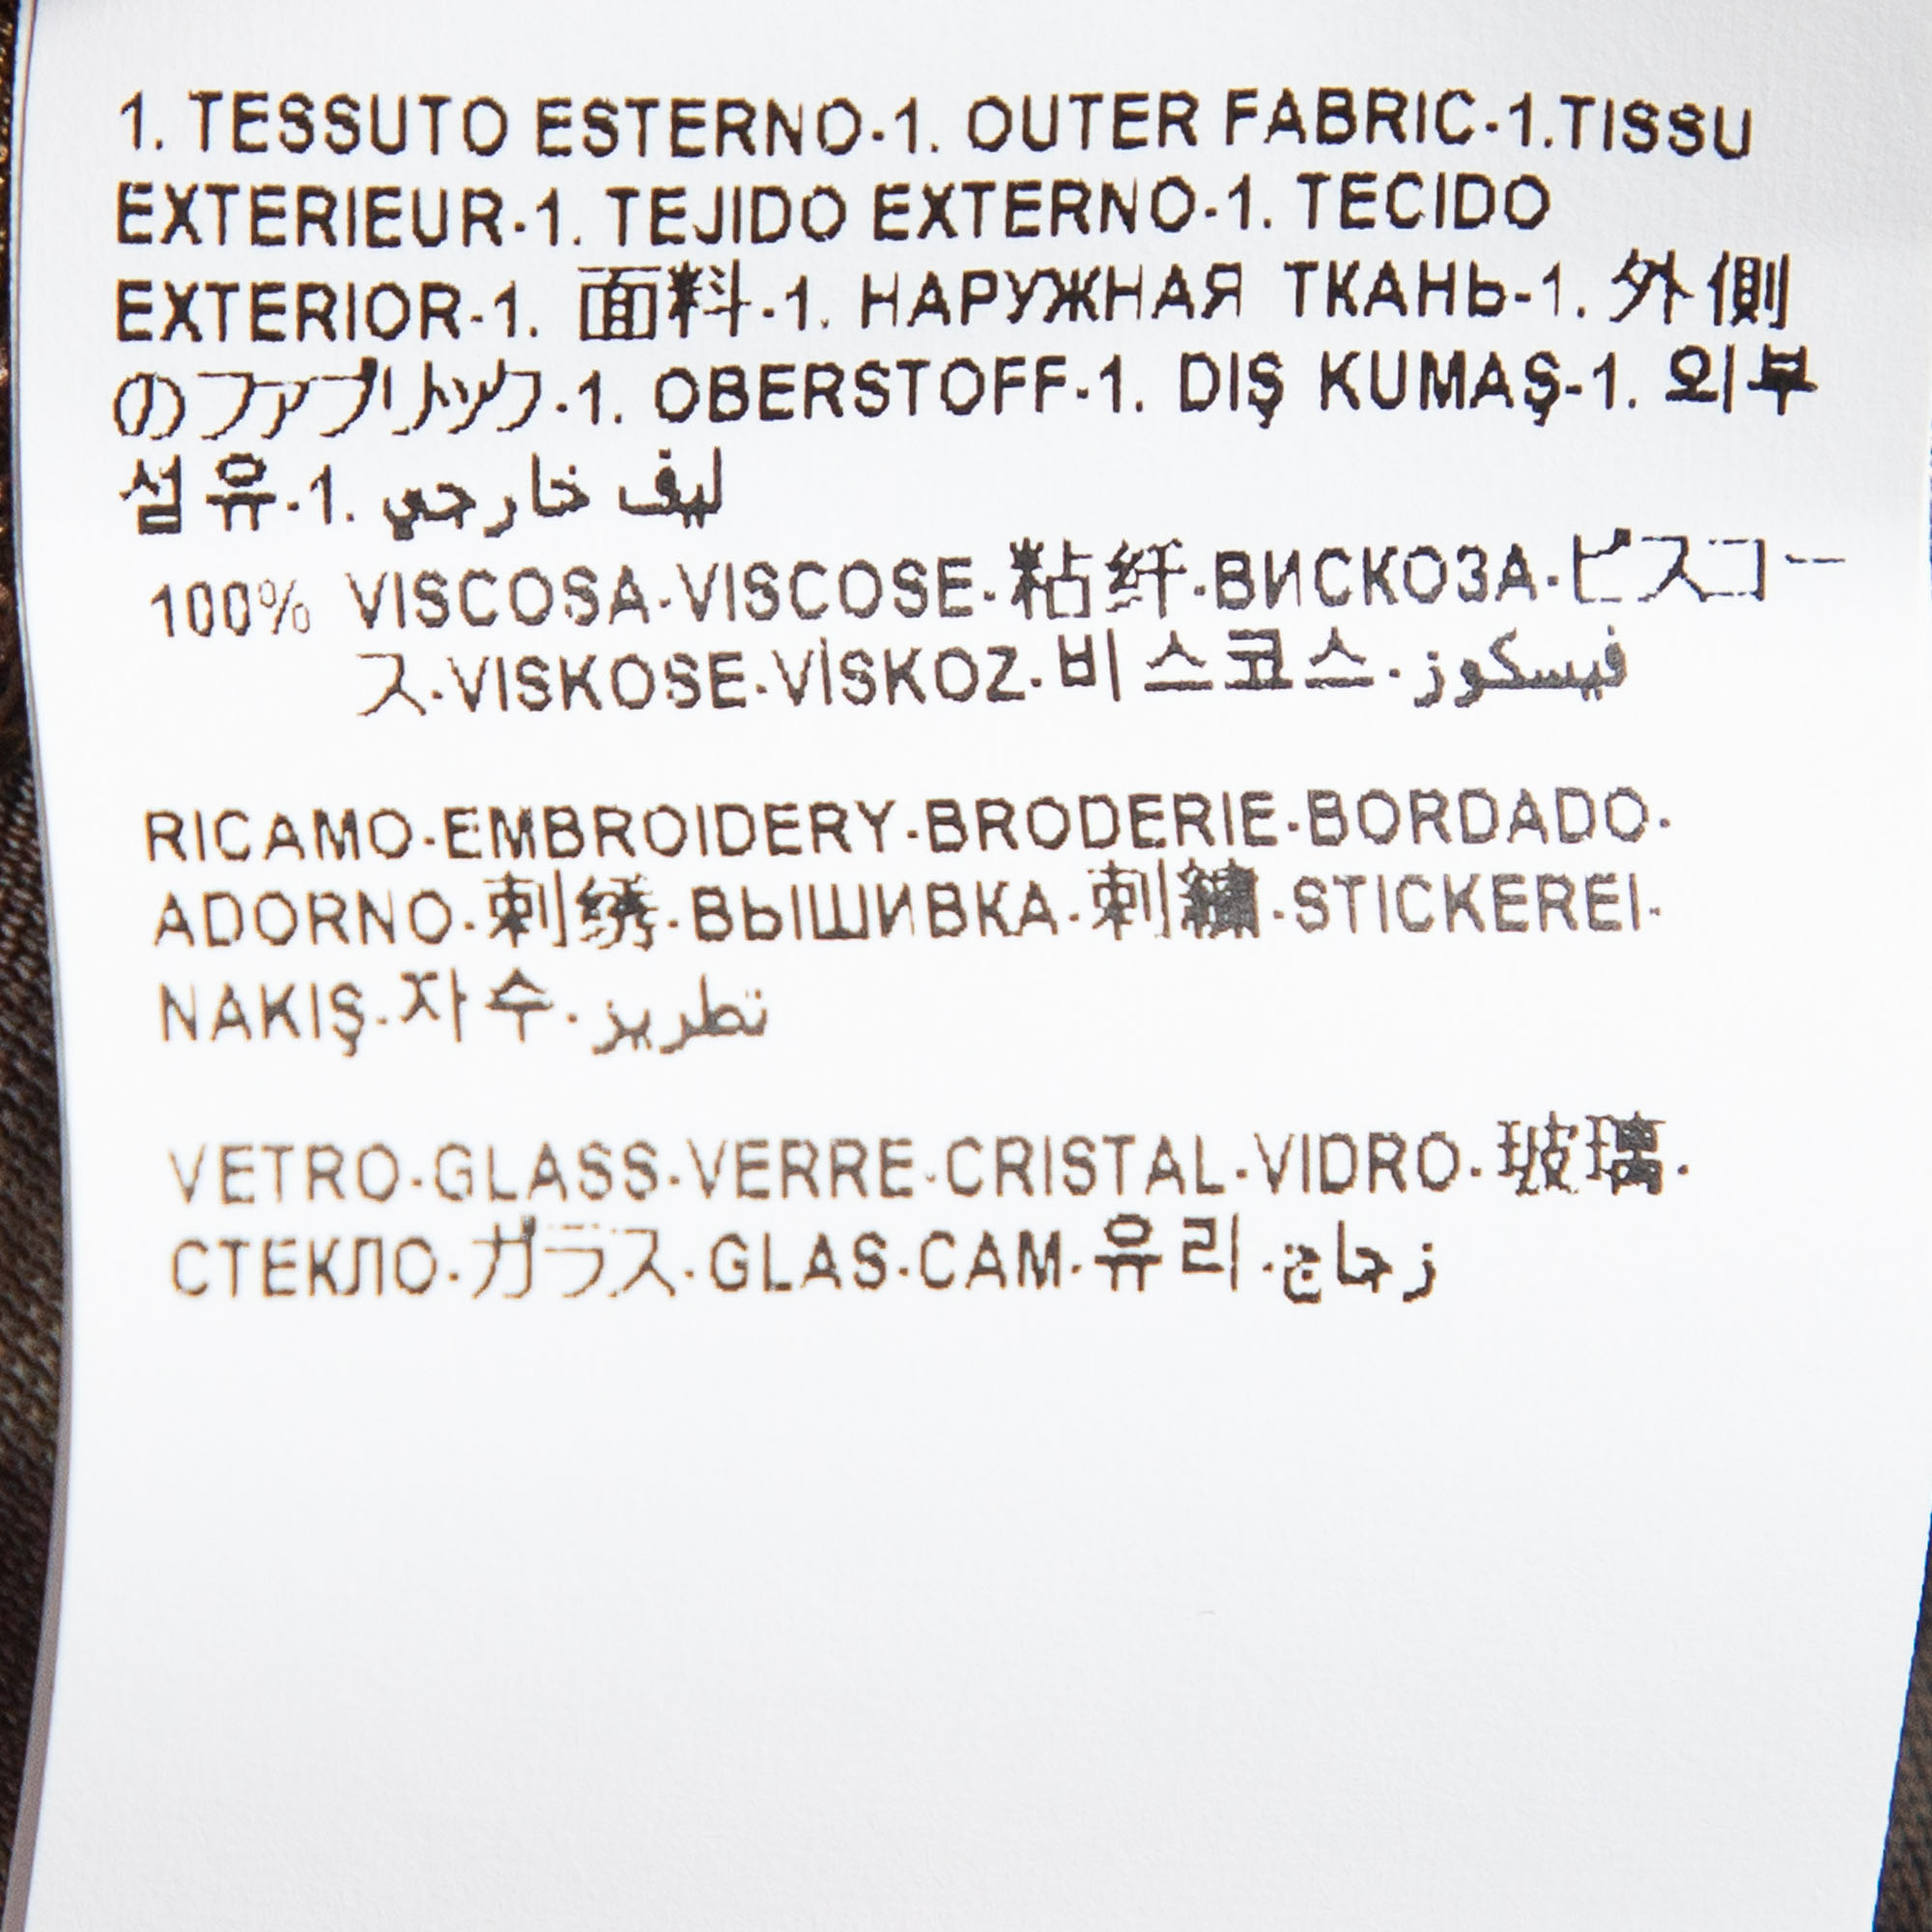 1. TESSUTO ESTERNO-1. OUTER FABRIC-1.TISSU
EXTERIEUR-1. TEJIDO EXTERNO-1. TECIDO
EXTERIOR-1. 面料-1. НАРУЖНАЯ ТКАНЬ-1. 外側
のファブリック-1. OBERSTOFF-1. DIŞ KUMAŞ-1. 외부
섬유-1. ليف خارجي
100% VISCOSA-VISCOSE-粘纤-ВИСКОЗА-ビスコー
ス-VISKOSE-VİSKOZ-비스코스-فيسكوز
RICAMO-EMBROIDERY-BRODERIE-BORDADO-
ADORNO-刺绣-ВЫШИВКА-刺繍-STICKEREI-
NAKIŞ-자수-تطريز
VETRO-GLASS-VERRE-CRISTAL-VIDRO-玻璃-
СТЕКЛО-ガラス-GLAS-CAM-유리-زجاج